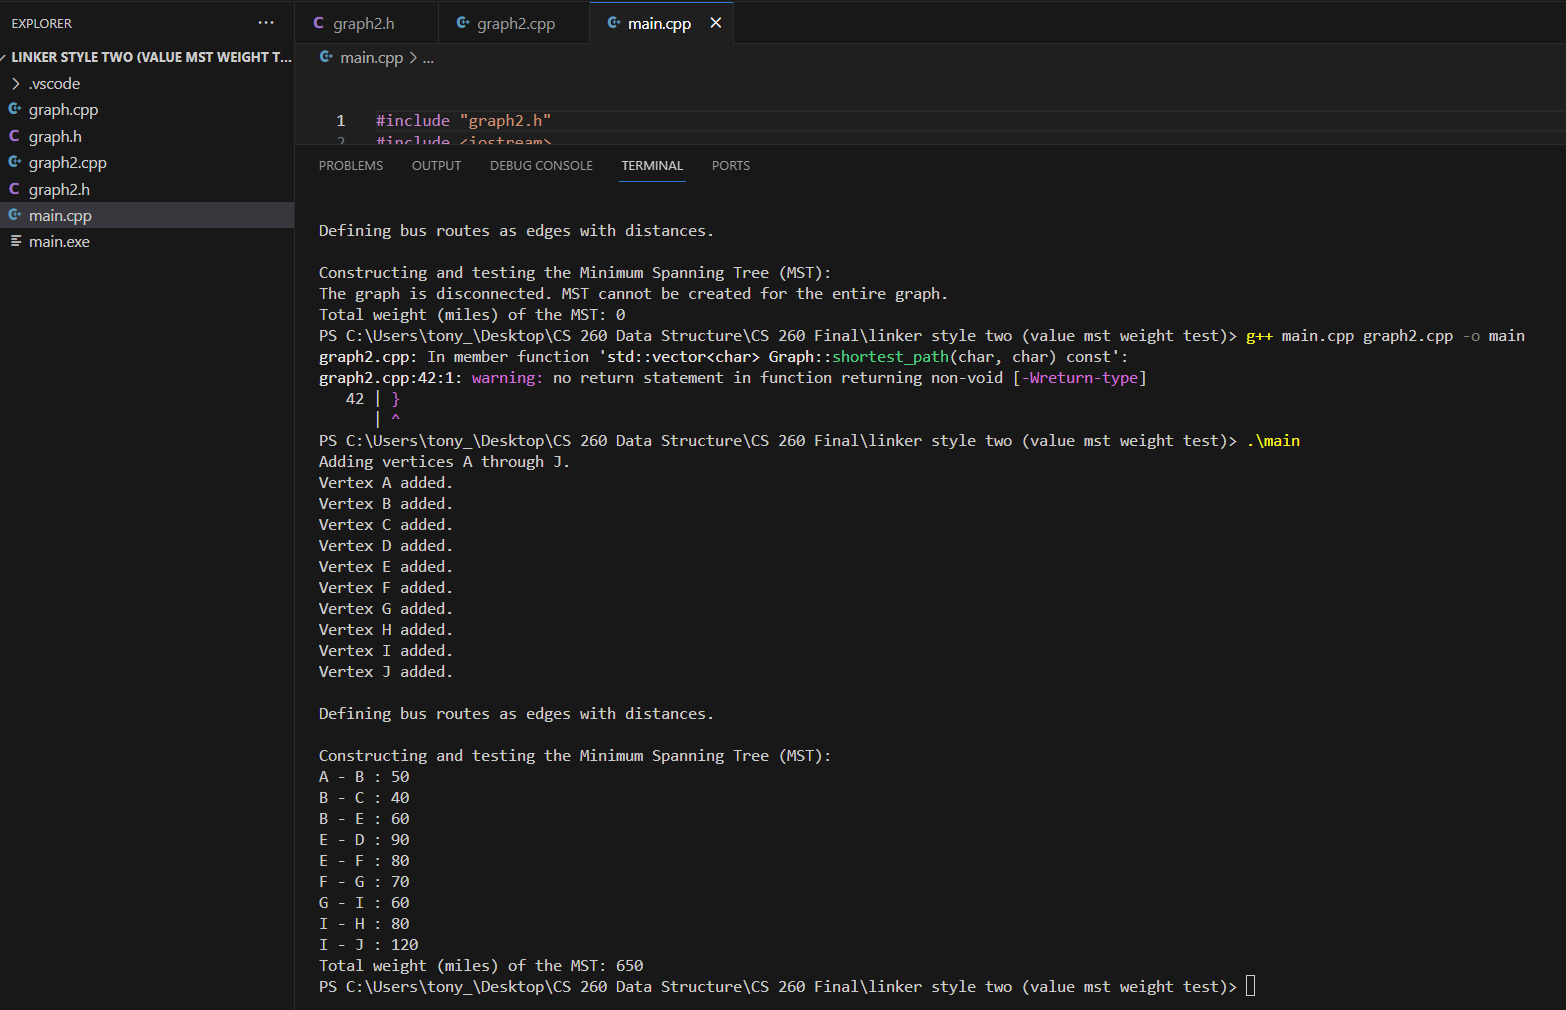 EXPLORER ···
LINKER STYLE TWO (VALUE MST WEIGHT T...
.vscode
graph.cpp
graph.h
graph2.cpp
graph2.h
main.cpp
main.exe
graph2.h graph2.cpp main.cpp
main.cpp > ...
1 #include "graph2.h"
2 #include <iostream>
PROBLEMS OUTPUT DEBUG CONSOLE TERMINAL PORTS
Defining bus routes as edges with distances.
Constructing and testing the Minimum Spanning Tree (MST):
The graph is disconnected. MST cannot be created for the entire graph.
Total weight (miles) of the MST: 0
PS C:\Users\tony_\Desktop\CS 260 Data Structure\CS 260 Final\linker style two (value mst weight test)> g++ main.cpp graph2.cpp -o main
graph2.cpp: In member function 'std::vector<char> Graph::shortest_path(char, char) const':
graph2.cpp:42:1: warning: no return statement in function returning non-void [-Wreturn-type]
42 | }
| ^
PS C:\Users\tony_\Desktop\CS 260 Data Structure\CS 260 Final\linker style two (value mst weight test)> .\main
Adding vertices A through J.
Vertex A added.
Vertex B added.
Vertex C added.
Vertex D added.
Vertex E added.
Vertex F added.
Vertex G added.
Vertex H added.
Vertex I added.
Vertex J added.
Defining bus routes as edges with distances.
Constructing and testing the Minimum Spanning Tree (MST):
A - B : 50
B - C : 40
B - E : 60
E - D : 90
E - F : 80
F - G : 70
G - I : 60
I - H : 80
I - J : 120
Total weight (miles) of the MST: 650
PS C:\Users\tony_\Desktop\CS 260 Data Structure\CS 260 Final\linker style two (value mst weight test)>